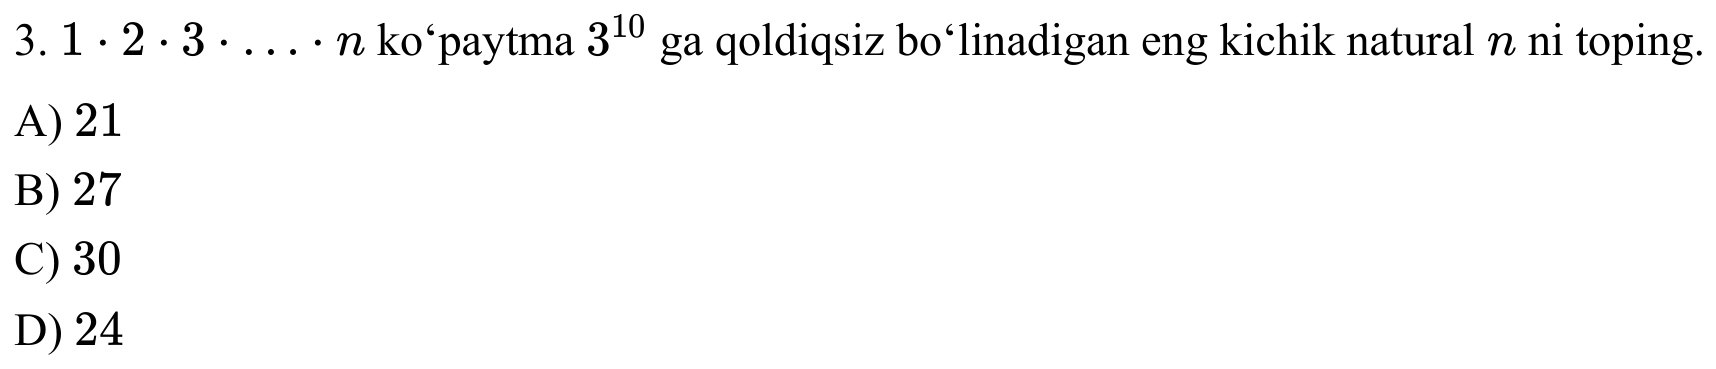 3. 1 · 2 · 3 · . . . · n ko‘paytma 3¹⁰ ga qoldiqsiz bo‘linadigan eng kichik natural n ni toping.
A) 21
B) 27
C) 30
D) 24